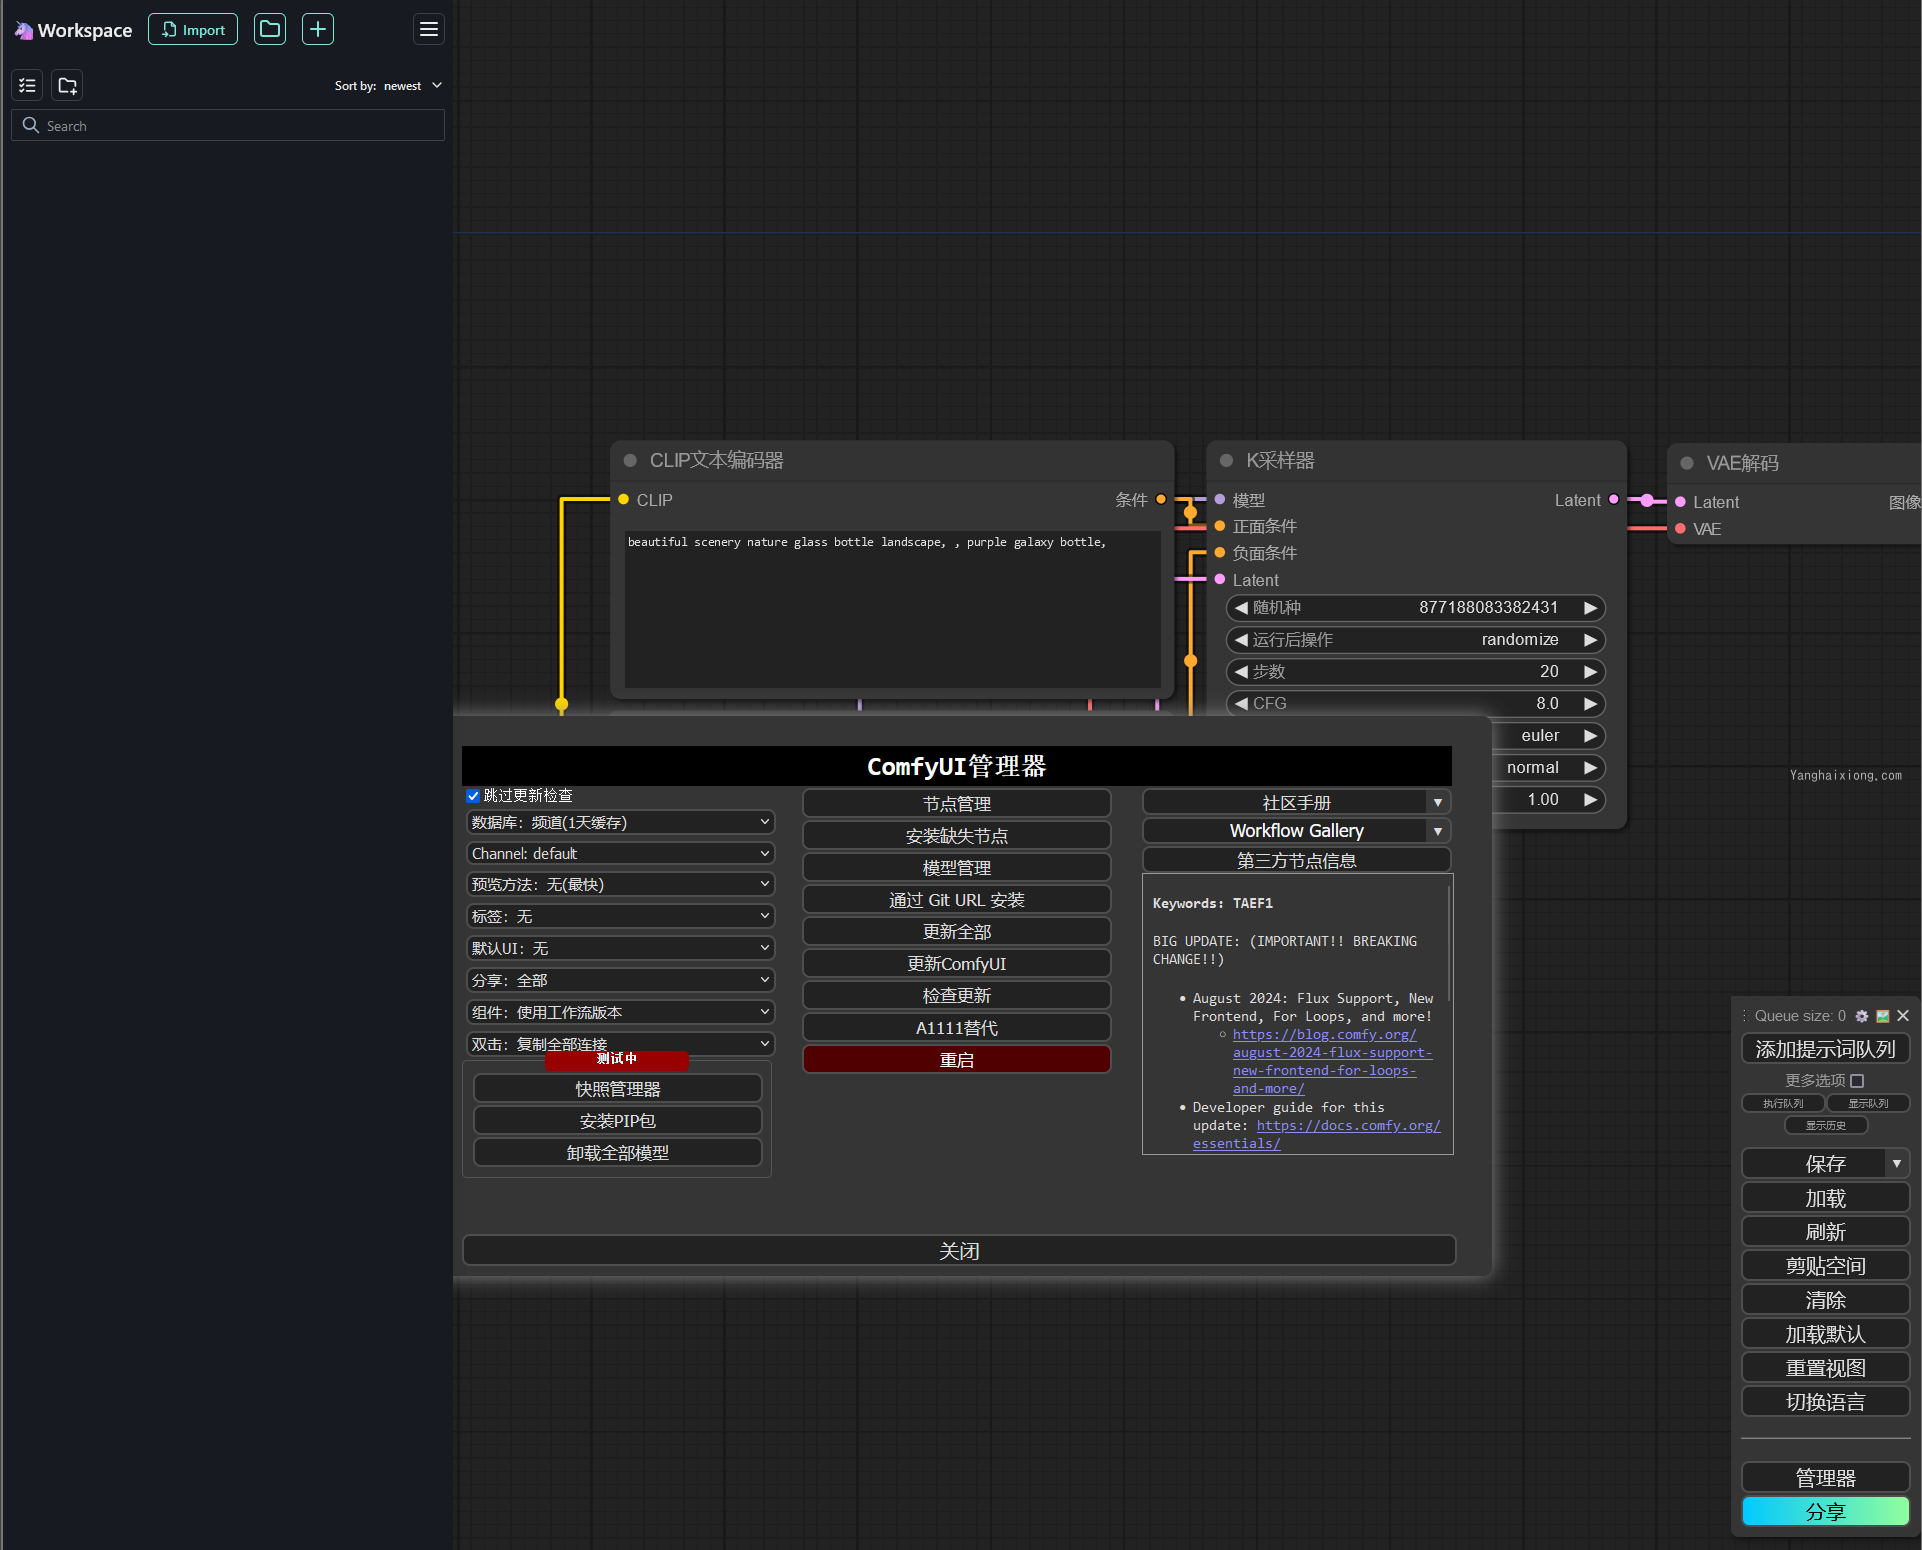 Workspace
Import
Sort by: newest
Search
CLIP文本编码器
CLIP
条件
beautiful scenery nature glass bottle landscape, , purple galaxy bottle,
K采样器
模型
Latent
正面条件
负面条件
Latent
随机种 877188083382431
运行后操作 randomize
步数 20
CFG 8.0
euler
normal
1.00
VAE解码
Latent
图像
VAE
Yanghaixiong.com
ComfyUI管理器
跳过更新检查
数据库：频道(1天缓存)
Channel: default
预览方法：无(最快)
标签：无
默认UI：无
分享：全部
组件：使用工作流版本
双击：复制全部连接
测试中
快照管理器
安装PIP包
卸载全部模型
节点管理
安装缺失节点
模型管理
通过 Git URL 安装
更新全部
更新ComfyUI
检查更新
A1111替代
重启
社区手册
Workflow Gallery
第三方节点信息
Keywords: TAEF1
BIG UPDATE: (IMPORTANT!! BREAKING
CHANGE!!)
August 2024: Flux Support, New
Frontend, For Loops, and more!
https://blog.comfy.org/
august-2024-flux-support-
new-frontend-for-loops-
and-more/
Developer guide for this
update: https://docs.comfy.org/
essentials/
关闭
Queue size: 0
添加提示词队列
更多选项
执行队列
显示队列
显示历史
保存
加载
刷新
剪贴空间
清除
加载默认
重置视图
切换语言
管理器
分享